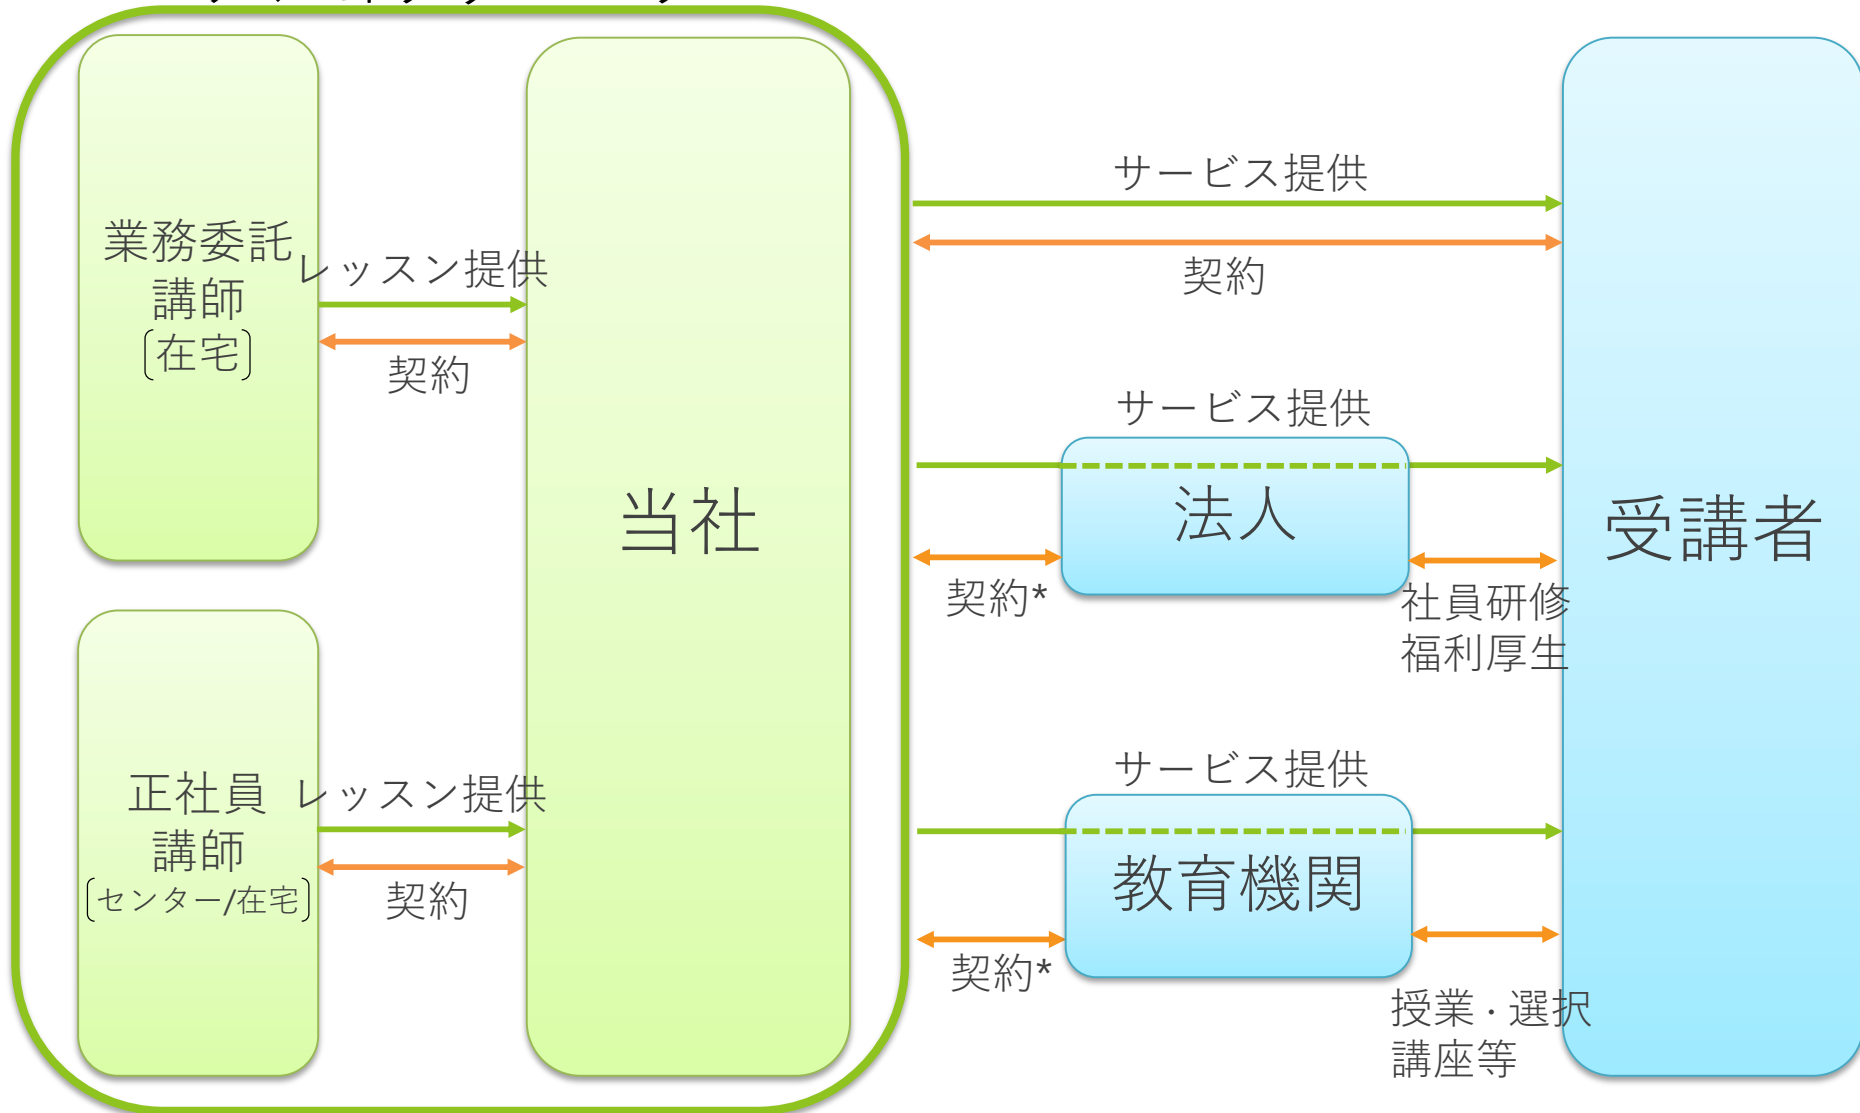 業務委託
講師
〔在宅〕
レッスン提供
契約
正社員
講師
〔センター/在宅〕
レッスン提供
契約
当社
サービス提供
契約
サービス提供
法人
契約*
社員研修
福利厚生
サービス提供
教育機関
契約*
授業・選択
講座等
受講者